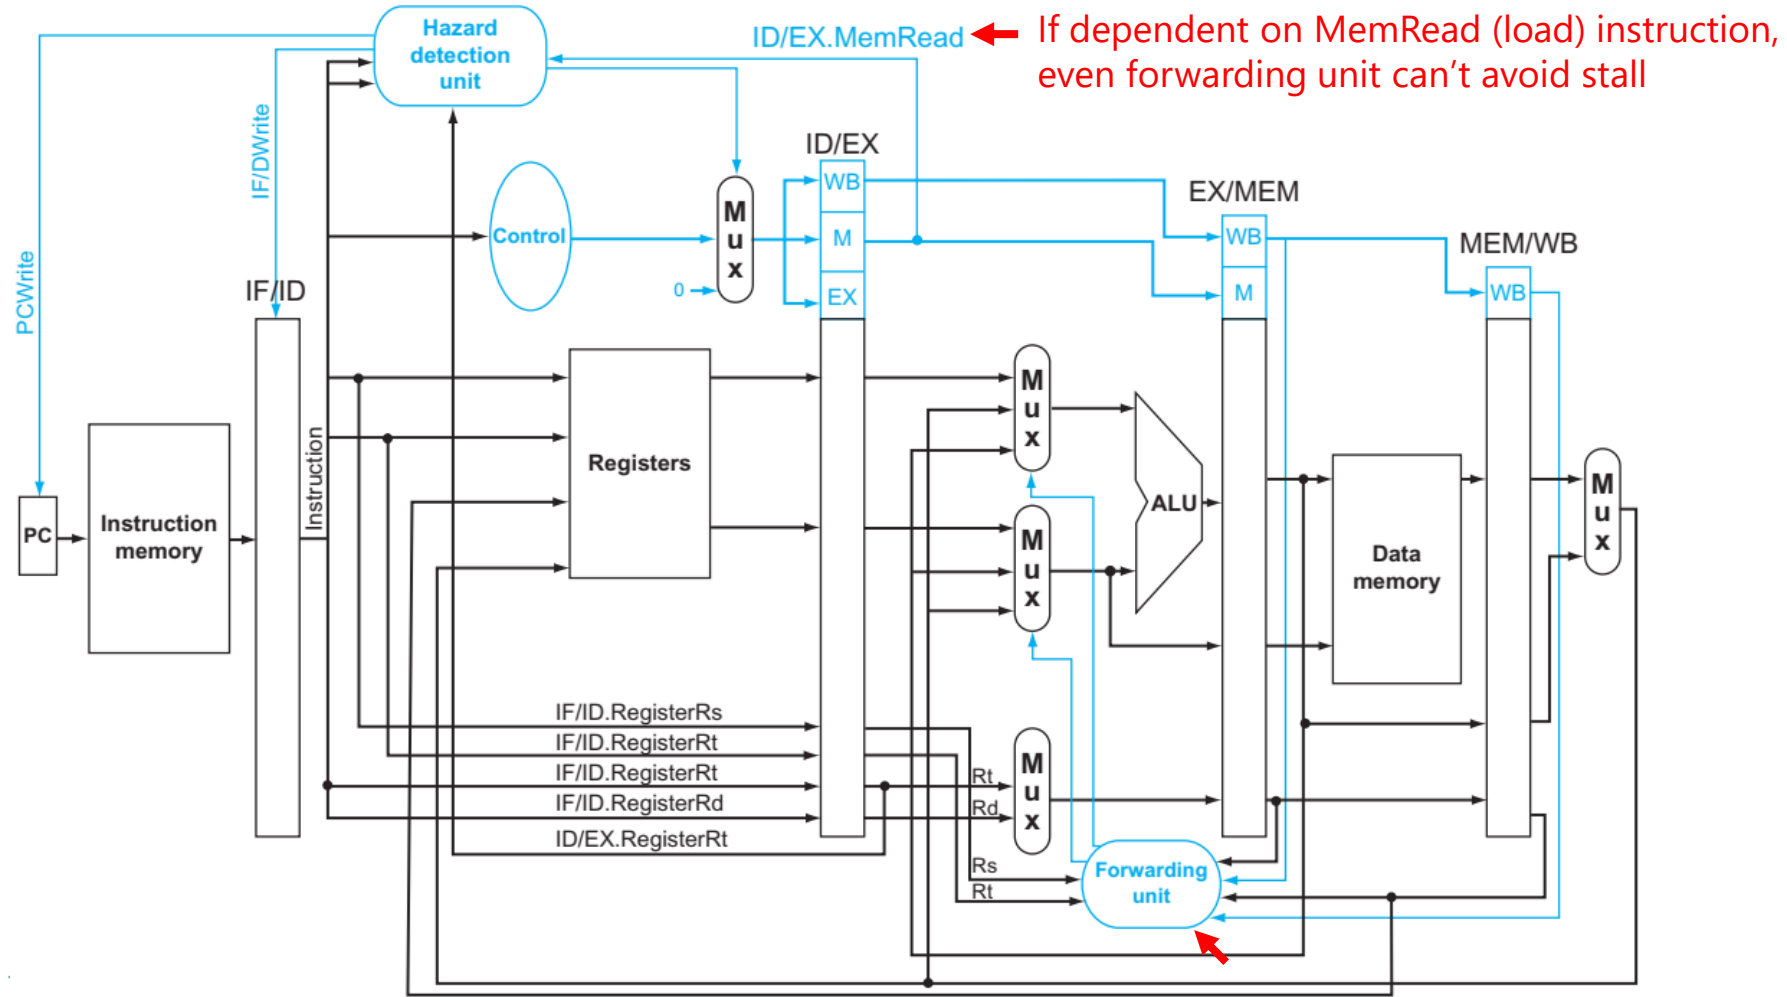 Hazard
detection
unit
ID/EX.MemRead
If dependent on MemRead (load) instruction,
even forwarding unit can't avoid stall
IF/DWrite
PCWrite
ID/EX
WB
M
EX
Control
M
u
x
0
EX/MEM
WB
M
MEM/WB
WB
IF/ID
PC
Instruction
memory
Instruction
Registers
M
u
x
M
u
x
ALU
Data
memory
M
u
x
IF/ID.RegisterRs
IF/ID.RegisterRt
IF/ID.RegisterRt
IF/ID.RegisterRd
ID/EX.RegisterRt
Rt
Rd
M
u
x
Rs
Rt
Forwarding
unit